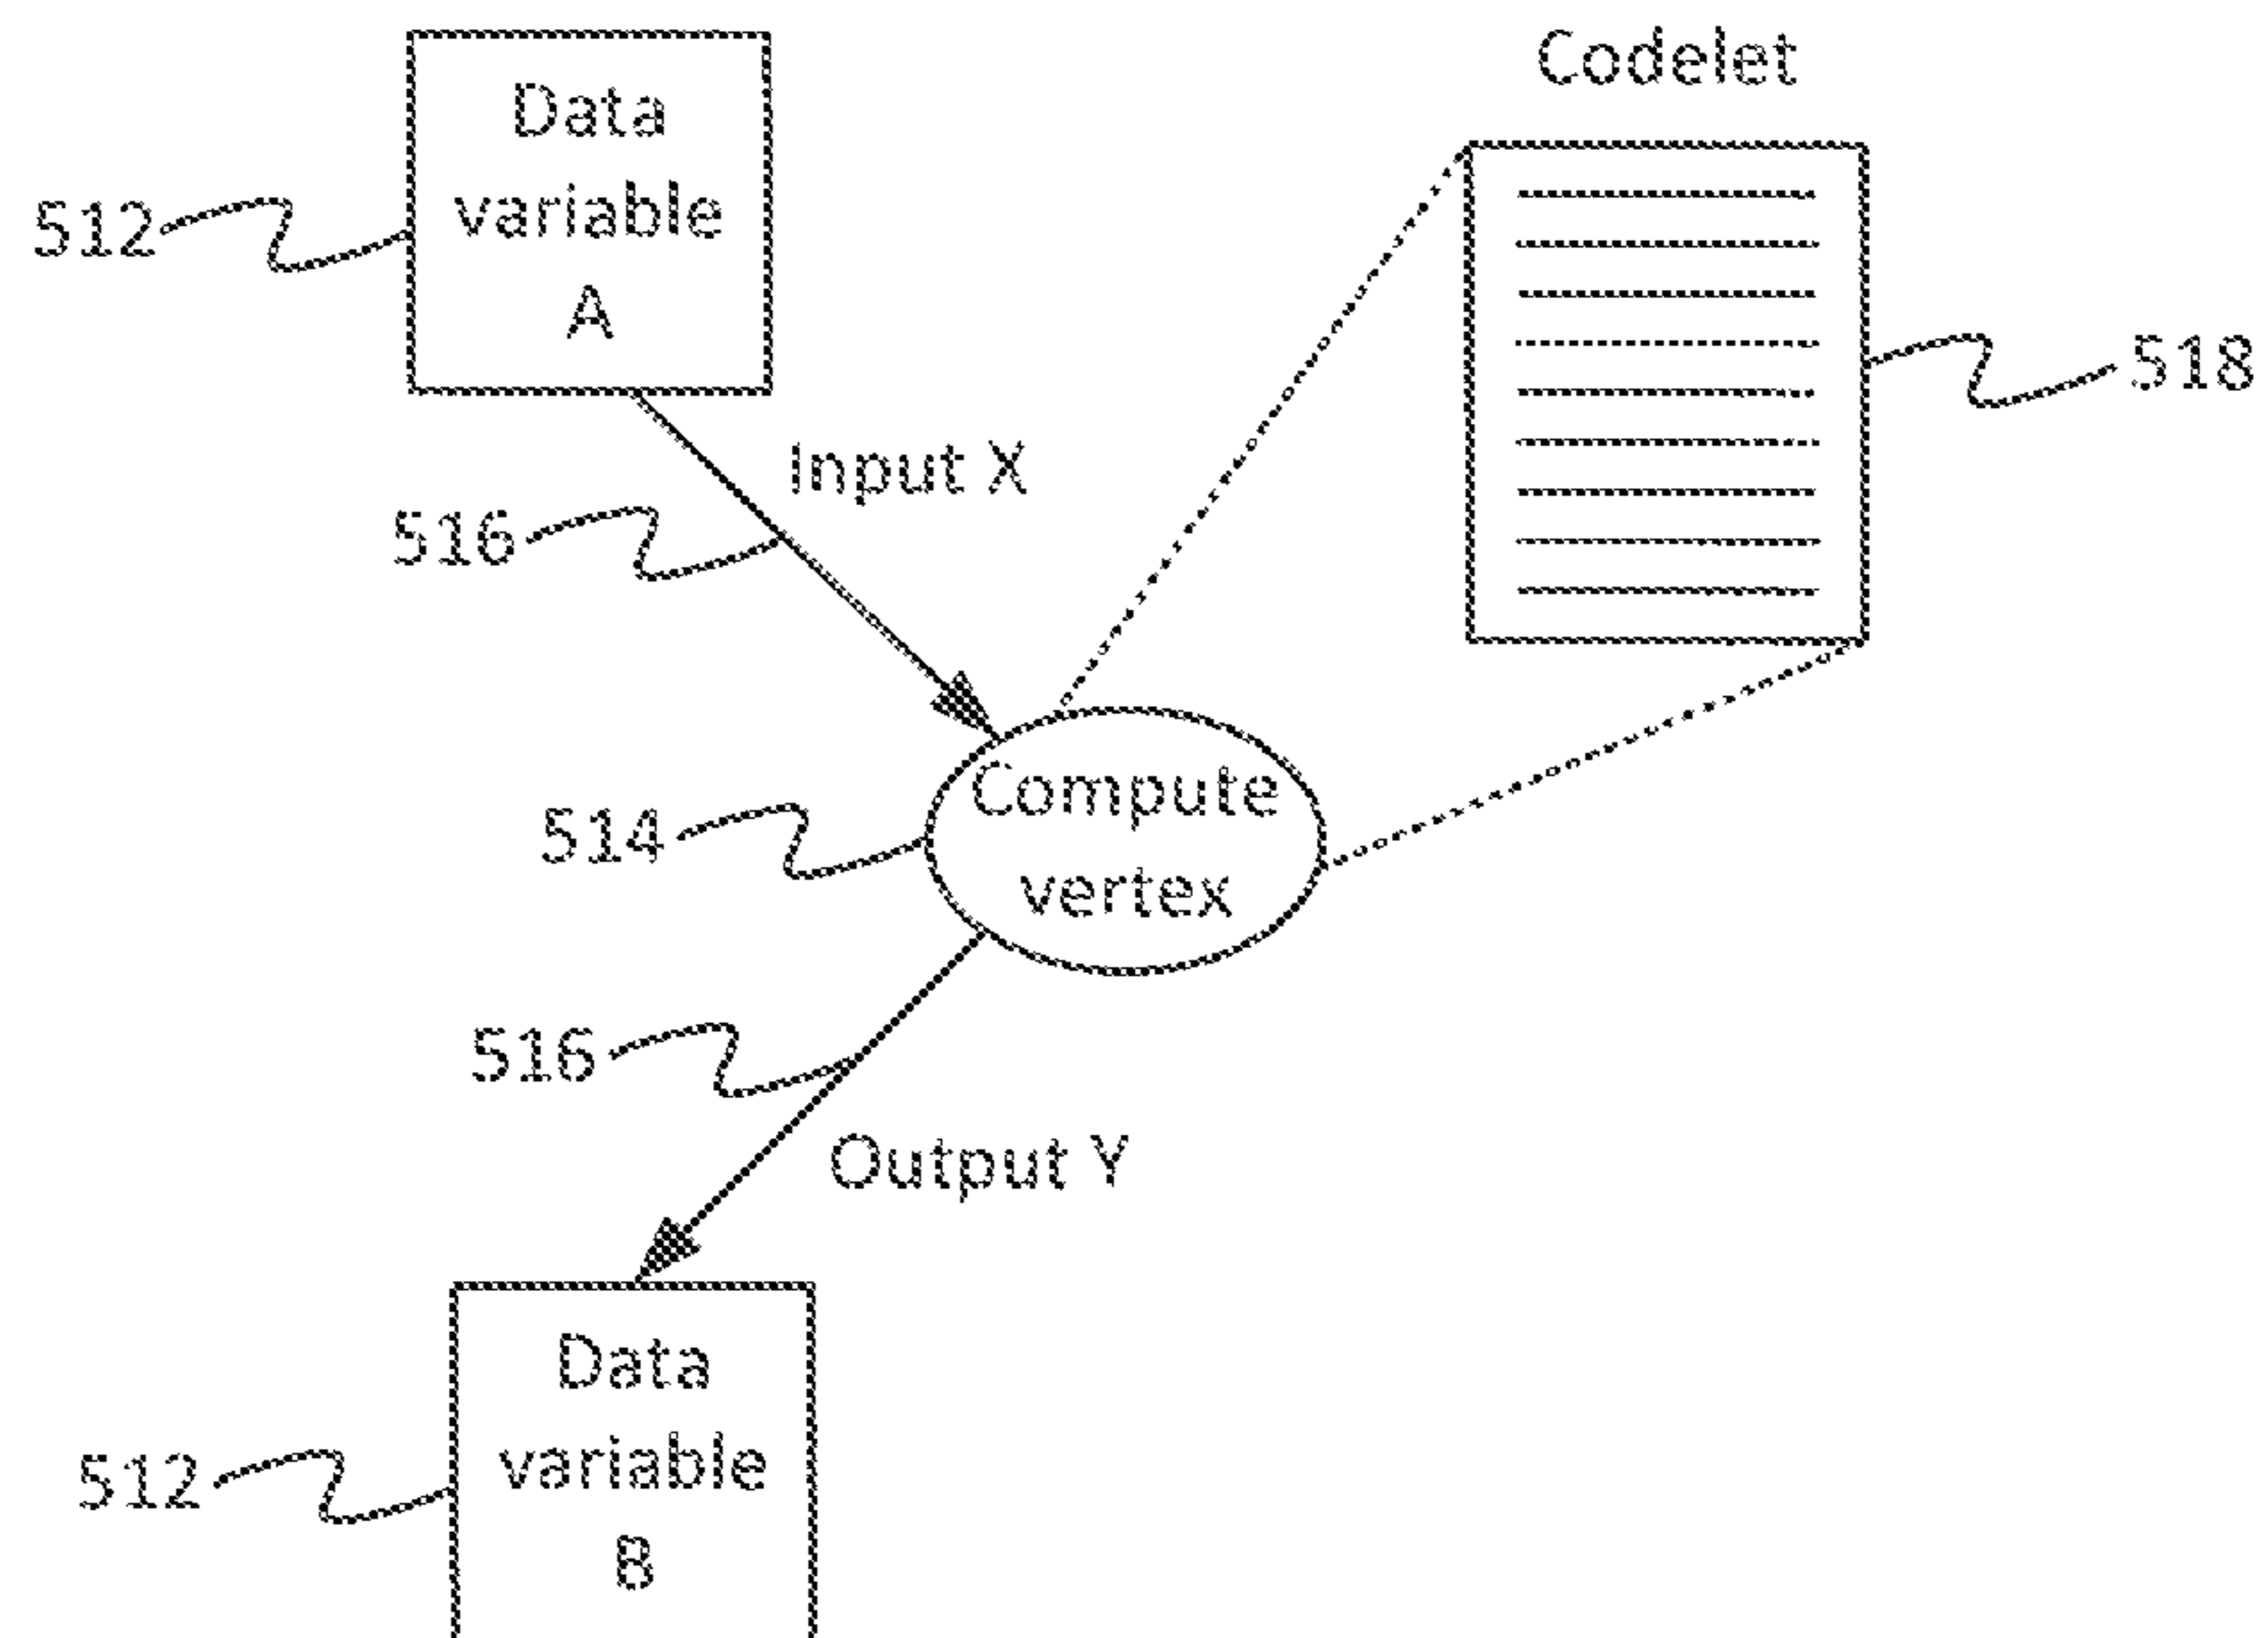 Data
variable
A
512
Codelet
518
Input X
516
Compute
vertex
514
516
Output Y
Data
variable
B
512